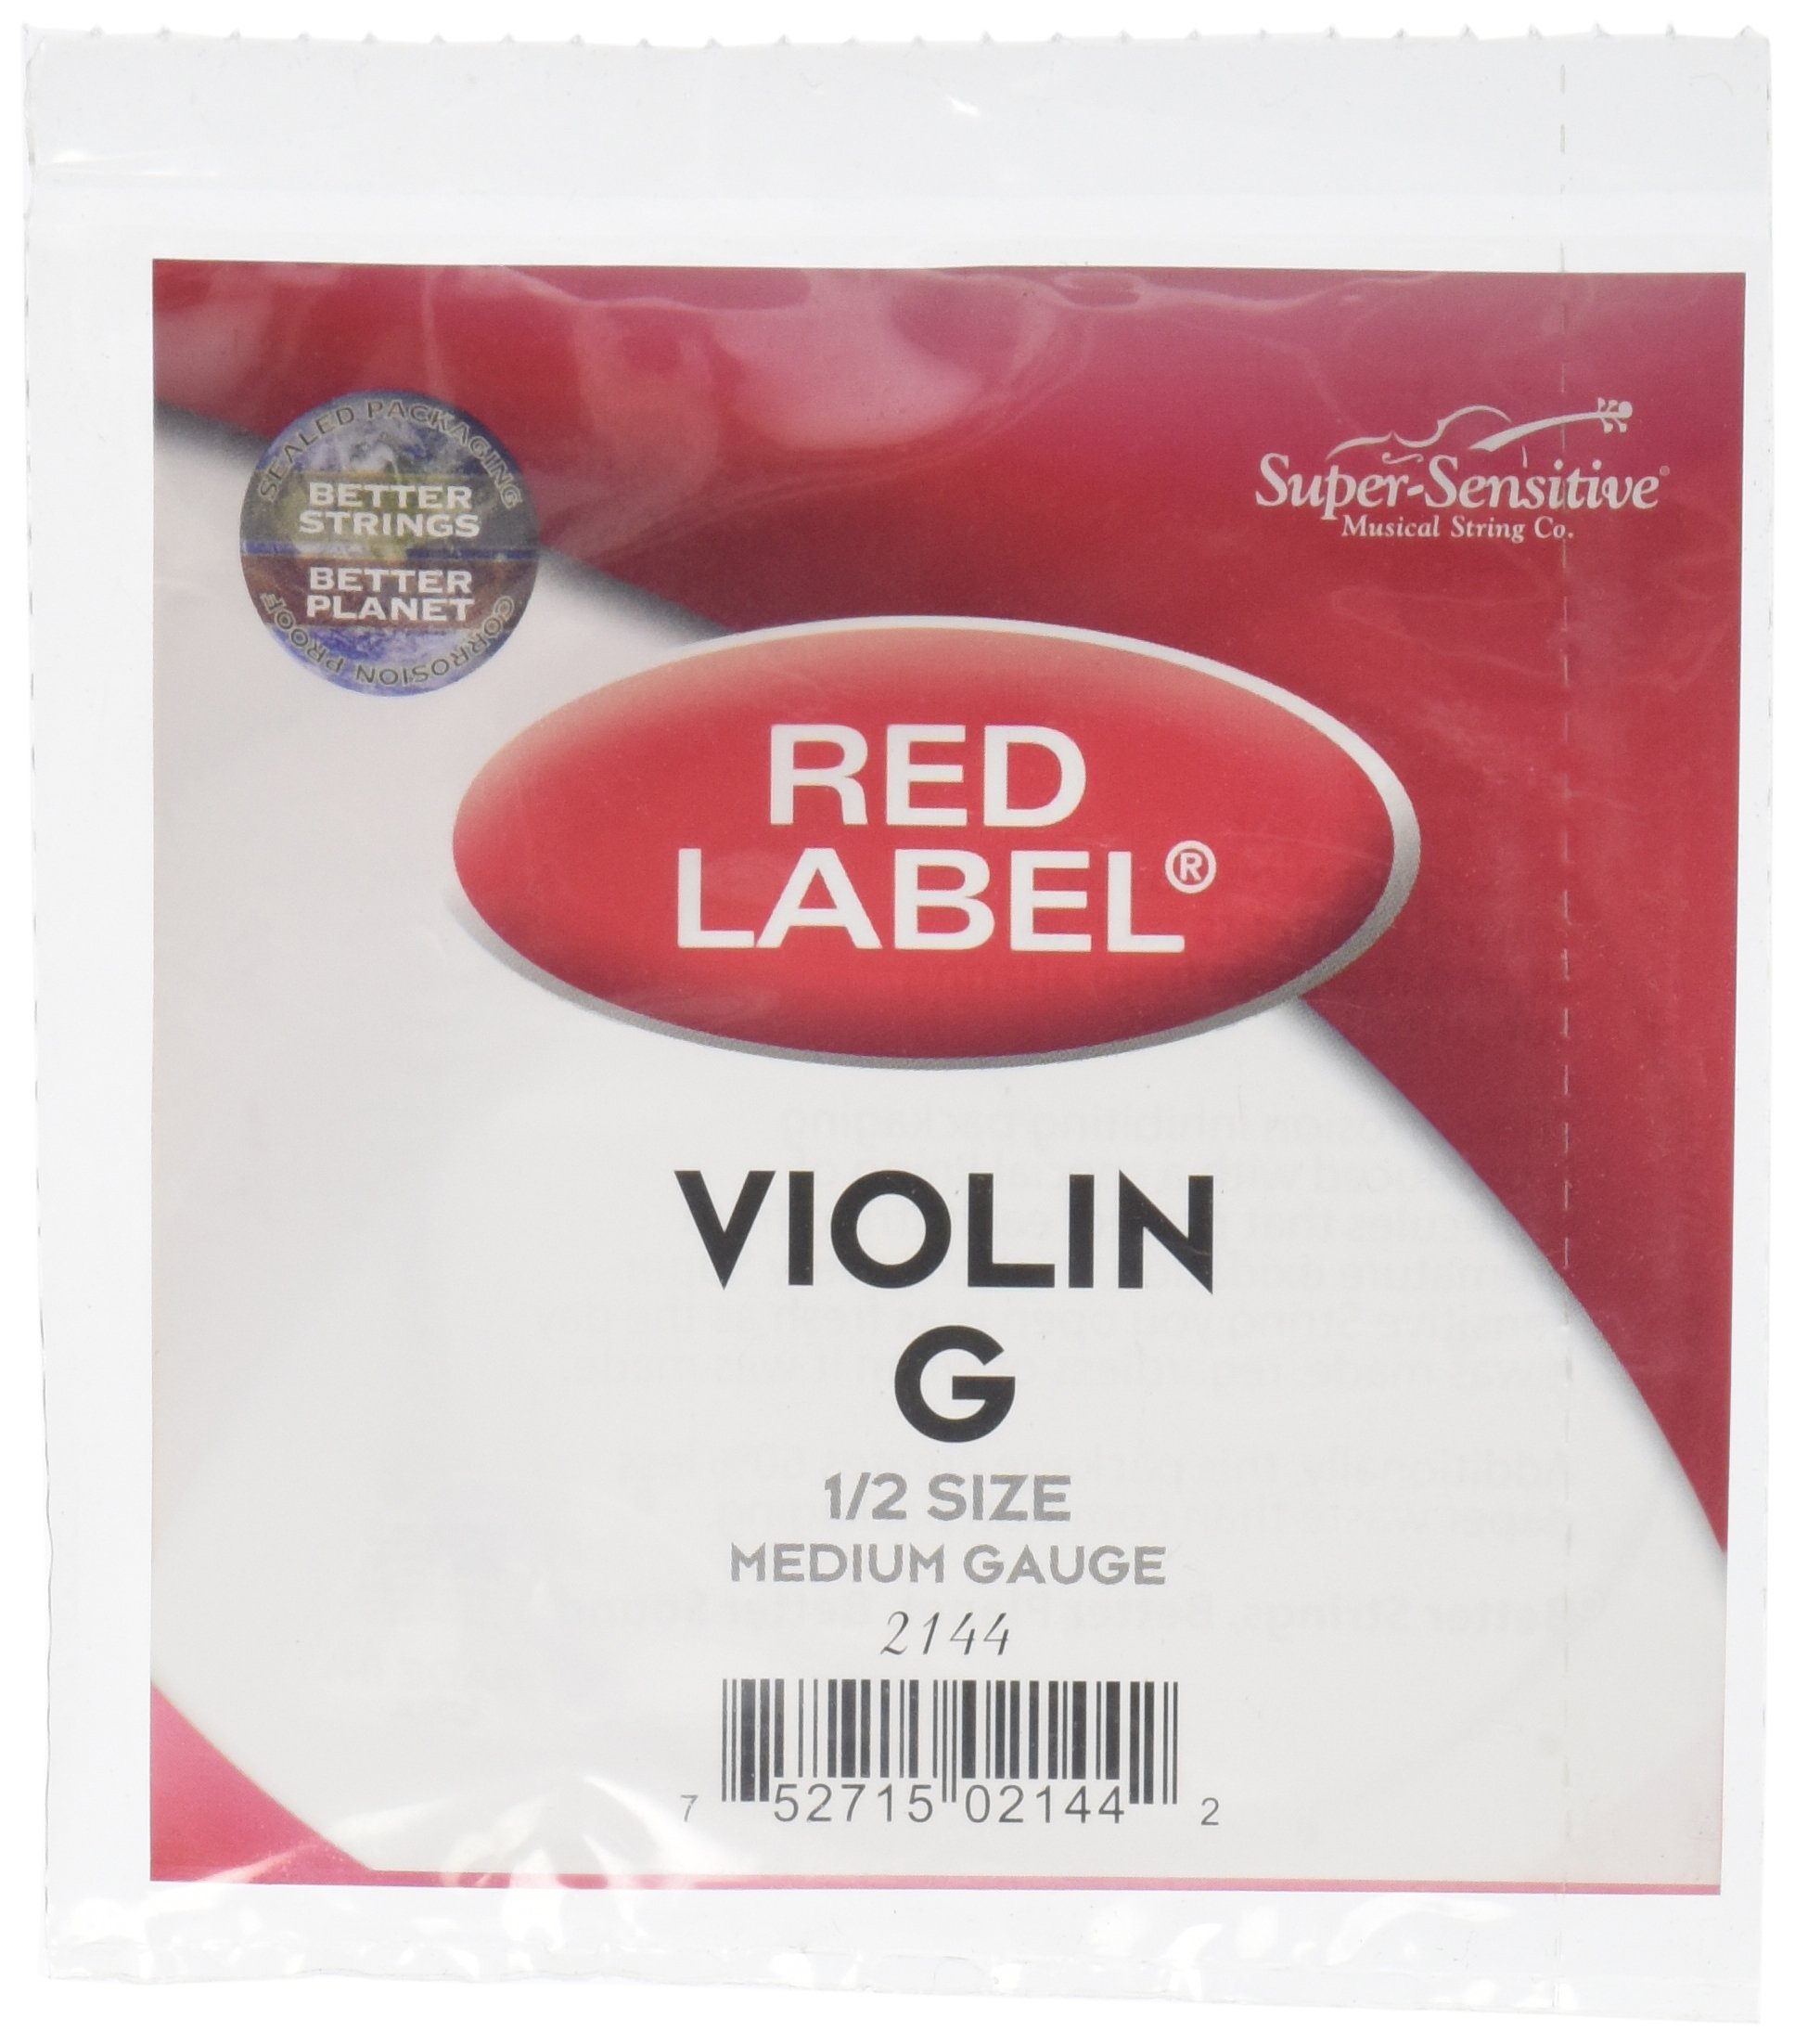 SEALED PACKAGING
BETTER
STRINGS
BETTER
PLANET
CORROSION PROOF
Super-Sensitive®
Musical String Co.
RED
LABEL®
VIOLIN
G
1/2 SIZE
MEDIUM GAUGE
2144
7 52715 02144 2